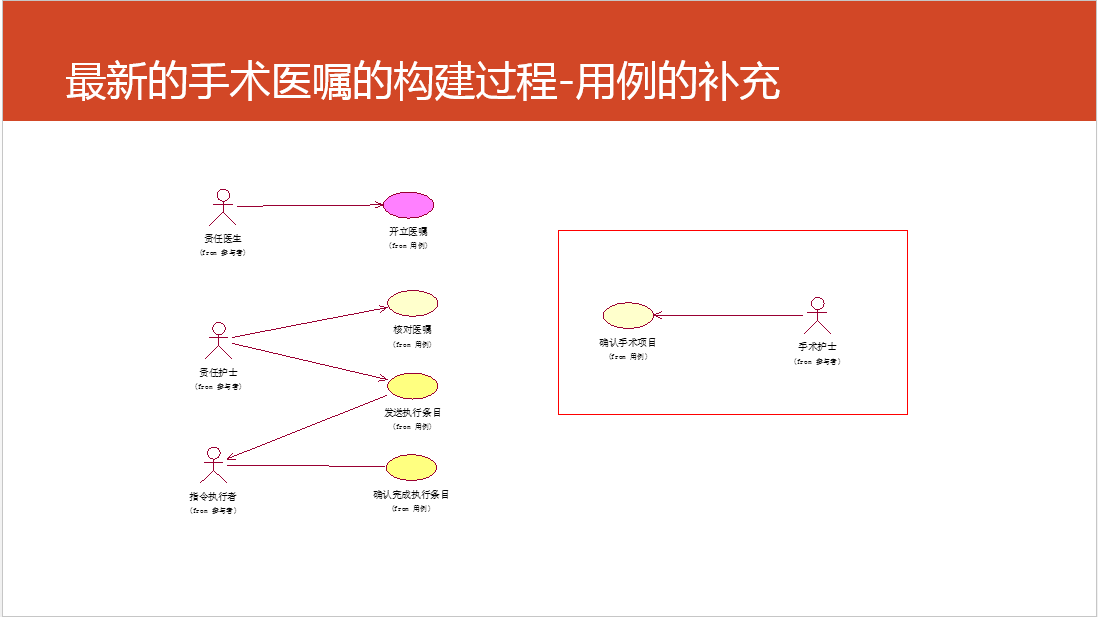 最新的手术医嘱的构建过程-用例的补充
责任医生
(from 参与者)
开立医嘱
(from 用例)
核对医嘱
(from 用例)
责任护士
(from 参与者)
发送执行条目
(from 用例)
指令执行者
(from 参与者)
确认完成执行条目
(from 用例)
确认手术项目
(from 用例)
手术护士
(from 参与者)